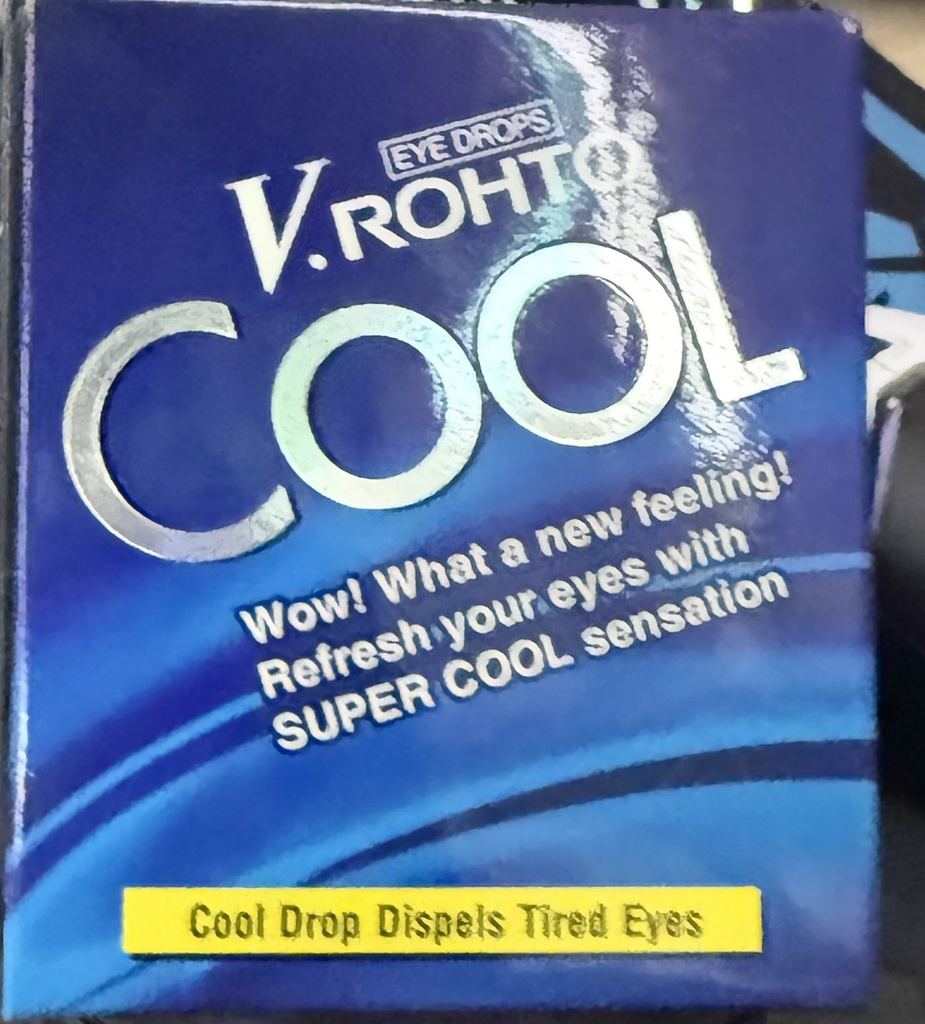 EYE DROPS
V.ROHTO
COOL
Wow! What a new feeling!
Refresh your eyes with
SUPER COOL sensation
Cool Drop Dispels Tired Eyes